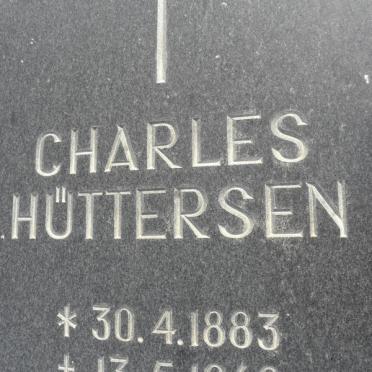 CHARLES
HÜTTERSEN
* 30.4.1883